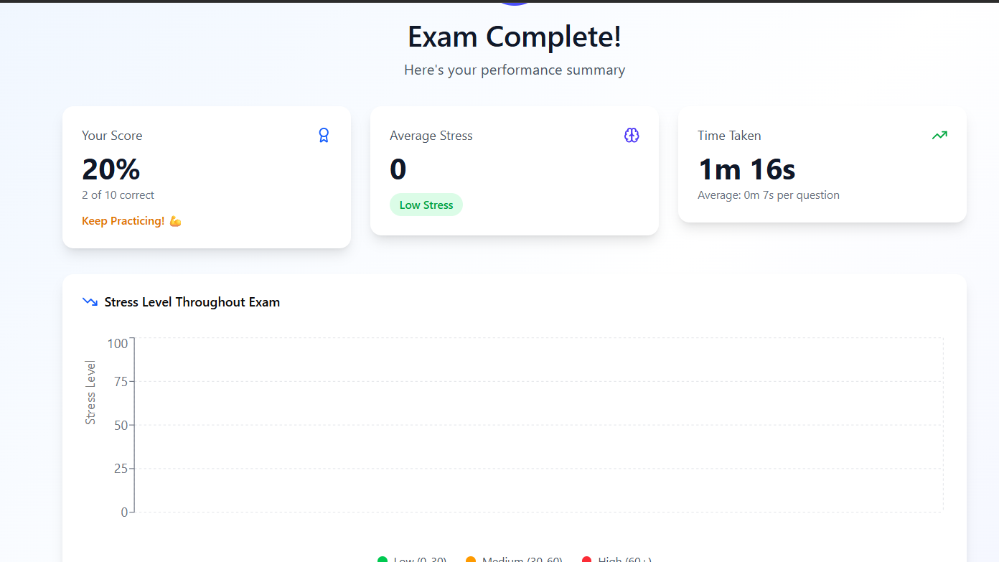 Exam Complete!
Here's your performance summary
Your Score
20%
2 of 10 correct
Keep Practicing! 💪
Average Stress
0
Low Stress
Time Taken
1m 16s
Average: 0m 7s per question
Stress Level Throughout Exam
Stress Level
100
75
50
25
0
Low (0-30) Medium (30-60) High (60+)